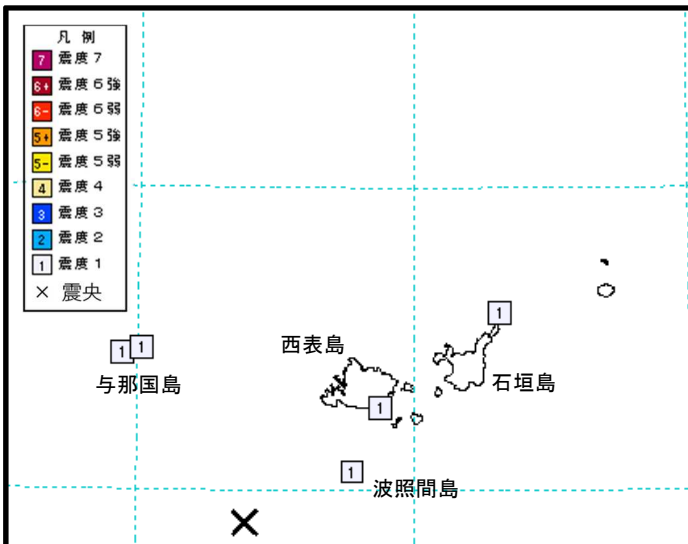 凡 例
7 震度 7
6+ 震度 6 強
6- 震度 6 弱
5+ 震度 5 強
5- 震度 5 弱
4 震度 4
3 震度 3
2 震度 2
1 震度 1
× 震央
1
1 1
西表島
与那国島
石垣島
1
1
波照間島